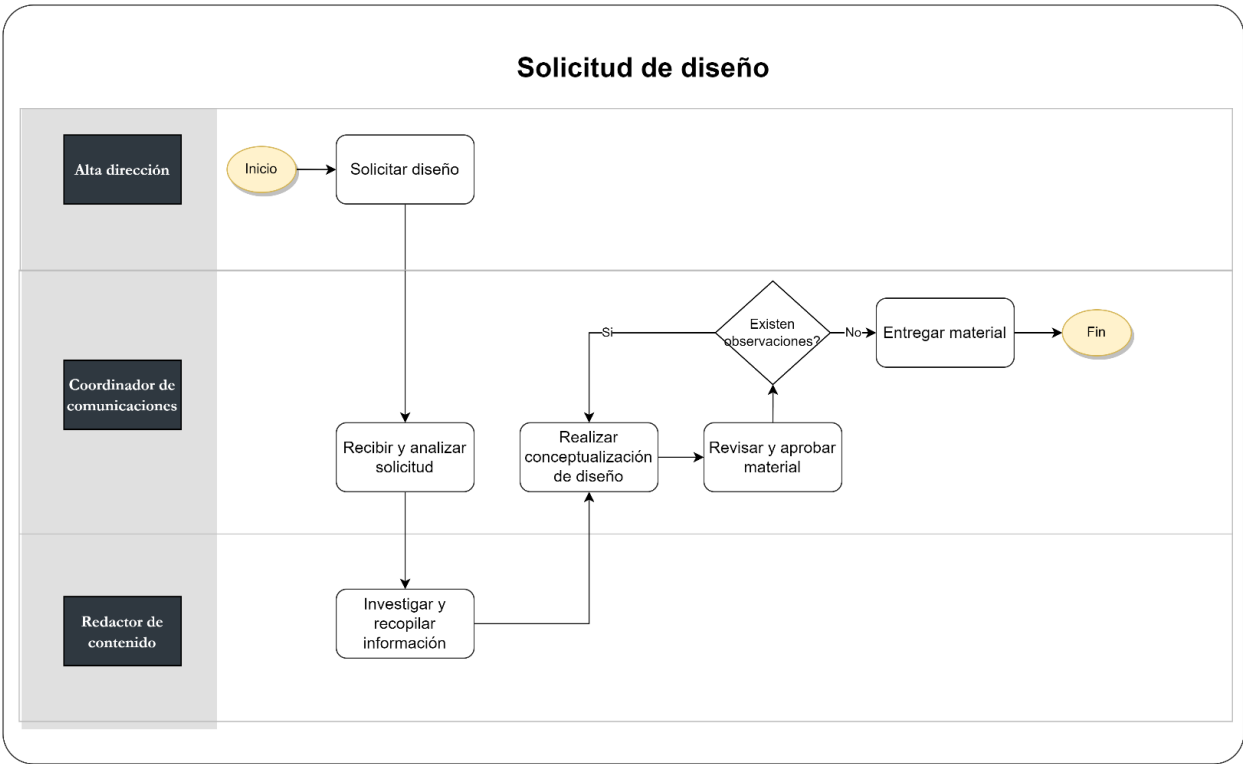 Solicitud de diseño
Alta dirección
Inicio
Solicitar diseño
Coordinador de
comunicaciones
Si
Existen
observaciones?
No
Entregar material
Fin
Recibir y analizar
solicitud
Realizar
conceptualización
de diseño
Revisar y aprobar
material
Redactor de
contenido
Investigar y
recopilar
información